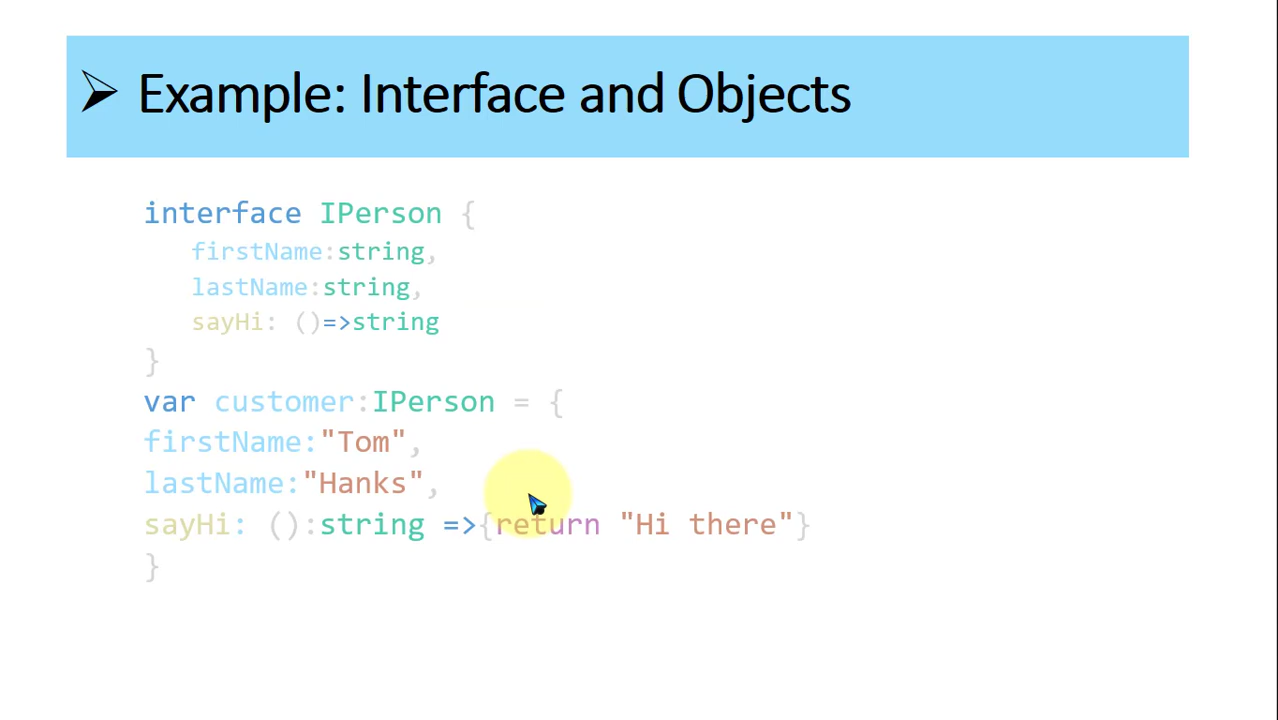 ➢ Example: Interface and Objects
interface IPerson {
firstName:string,
lastName:string,
sayHi: ()=>string
}
var customer:IPerson = {
firstName:"Tom",
lastName:"Hanks",
sayHi: ():string =>{return "Hi there"}
}